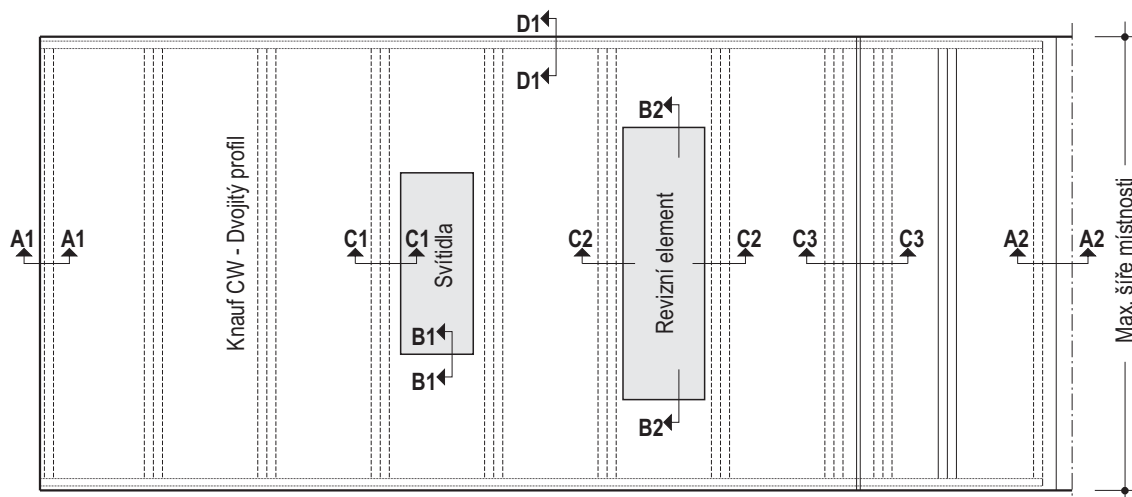 D1
D1
B2
Knauf CW - Dvojitý profil
Svítidla
Revizní element
Max. šíře místnosti
A1 A1 C1 C1 C2 C2 C3 C3 A2 A2
B1
B1
B2